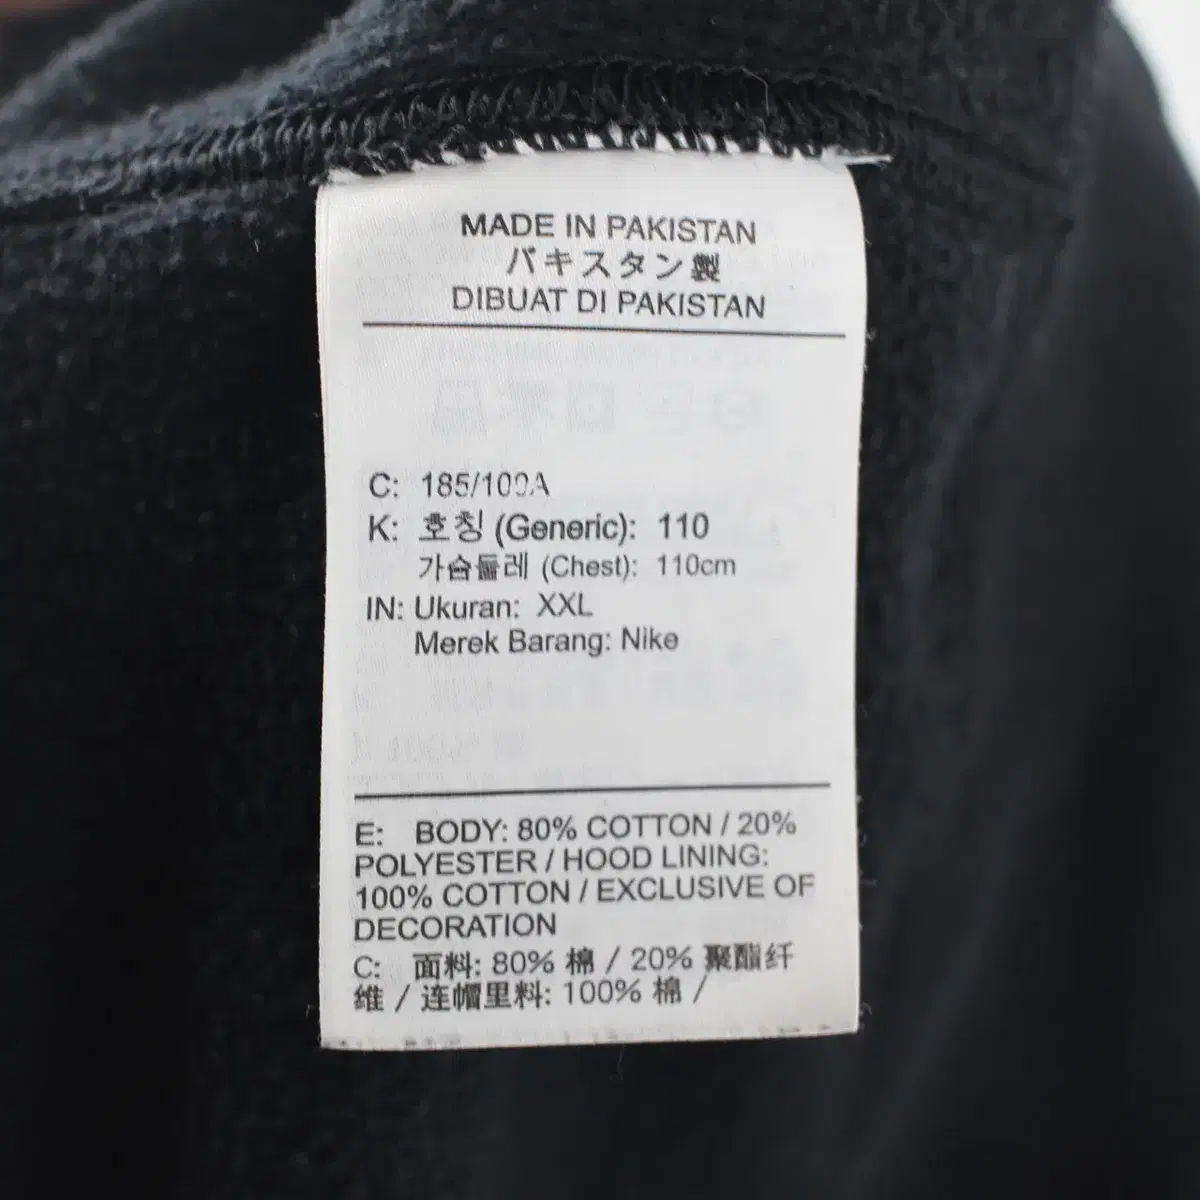 MADE IN PAKISTAN
パキスタン製
DIBUAT DI PAKISTAN
C: 185/100A
K: 호칭 (Generic): 110
가슴둘레 (Chest): 110cm
IN: Ukuran: XXL
Merek Barang: Nike
E: BODY: 80% COTTON / 20%
POLYESTER / HOOD LINING:
100% COTTON / EXCLUSIVE OF
DECORATION
C: 面料: 80% 棉 / 20% 聚酯纤
维 / 连帽里料: 100% 棉 /